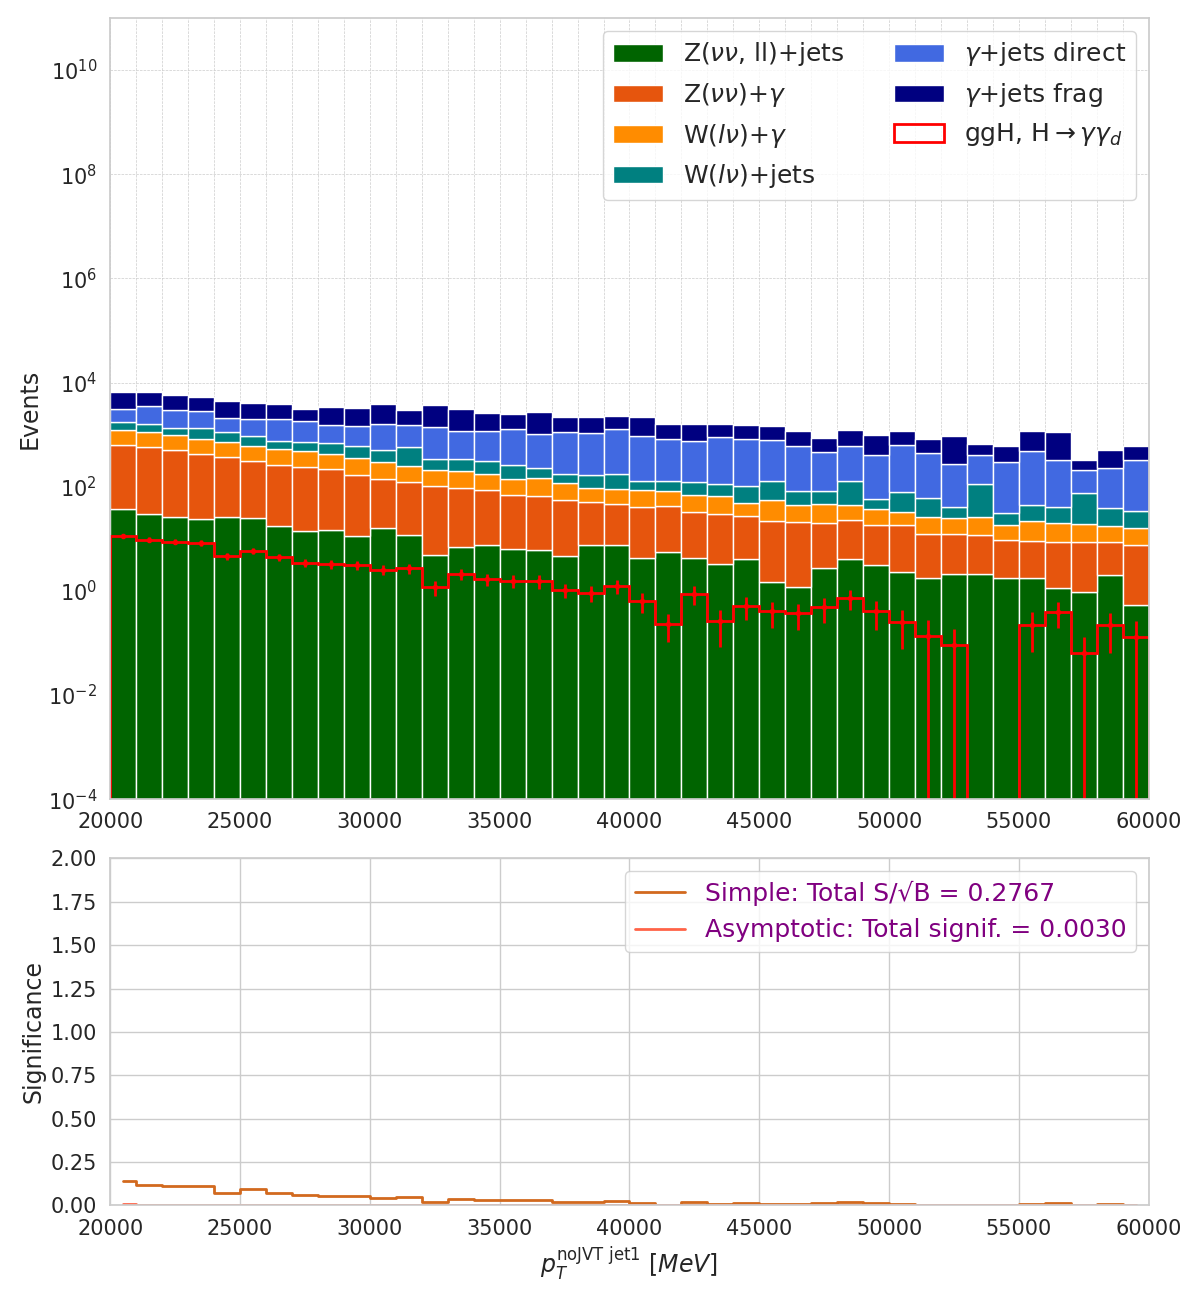 Events
10^10
10^8
10^6
10^4
10^2
10^0
10^−2
10^−4
Z(νν, ll)+jets
Z(νν)+γ
W(lν)+γ
W(lν)+jets
γ+jets direct
γ+jets frag
ggH, H→γγ_d
20000 25000 30000 35000 40000 45000 50000 55000 60000
Significance
2.00
1.75
1.50
1.25
1.00
0.75
0.50
0.25
0.00
Simple: Total S/√B = 0.2767
Asymptotic: Total signif. = 0.0030
20000 25000 30000 35000 40000 45000 50000 55000 60000
p_T^noJVT jet1 [MeV]